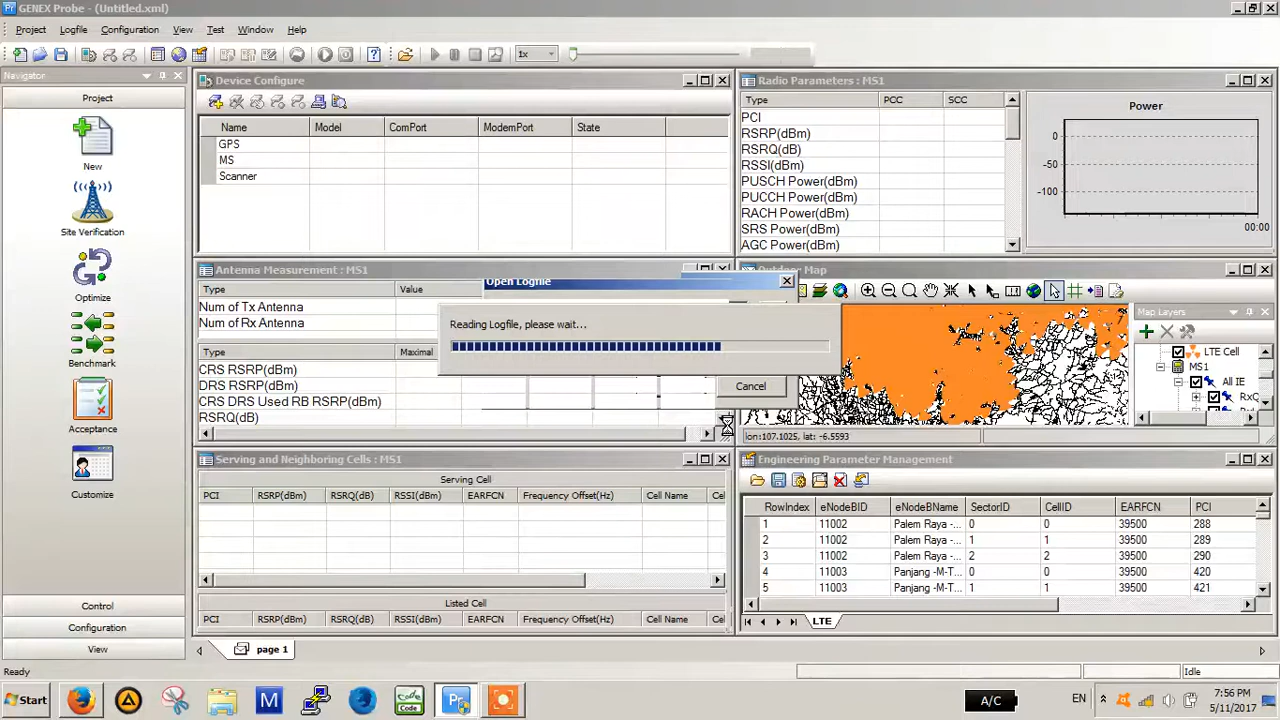 GENEX Probe - (Untitled.xml)
Project Logfile Configuration View Test Window Help
1x
Navigator
Project
New
Site Verification
Optimize
Benchmark
Acceptance
Customize
Control
Configuration
View
Device Configure
Name Model ComPort ModemPort State
GPS
MS
Scanner
Radio Parameters : MS1
Type PCC SCC
PCI
RSRP(dBm)
RSRQ(dB)
RSSI(dBm)
PUSCH Power(dBm)
PUCCH Power(dBm)
RACH Power(dBm)
SRS Power(dBm)
AGC Power(dBm)
Power
0
-50
-100
00:00
Antenna Measurement : MS1
Type Value
Num of Tx Antenna
Num of Rx Antenna
Type Maximal
CRS RSRP(dBm)
DRS RSRP(dBm)
CRS DRS Used RB RSRP(dBm)
RSRQ(dB)
Open Logfile
Reading Logfile, please wait...
Cancel
Outdoor Map
Map Layers
LTE Cell
MS1
All IE
RxQ
lon:107.1025, lat: -6.5593
Serving and Neighboring Cells : MS1
Serving Cell
PCI RSRP(dBm) RSRQ(dB) RSSI(dBm) EARFCN Frequency Offset(Hz) Cell Name Cel
Listed Cell
PCI RSRP(dBm) RSRQ(dB) RSSI(dBm) EARFCN Frequency Offset(Hz) Cell Name Cel
Engineering Parameter Management
RowIndex eNodeBID eNodeBName SectorID CellID EARFCN PCI
1 11002 Palem Raya -... 0 0 39500 288
2 11002 Palem Raya -... 1 1 39500 289
3 11002 Palem Raya -... 2 2 39500 290
4 11003 Panjang -M-T... 0 0 39500 420
5 11003 Panjang -M-T... 1 1 39500 421
LTE
page 1
Ready
Idle
Start
M
Code
Pr
A/C
EN
7:56 PM
5/11/2017